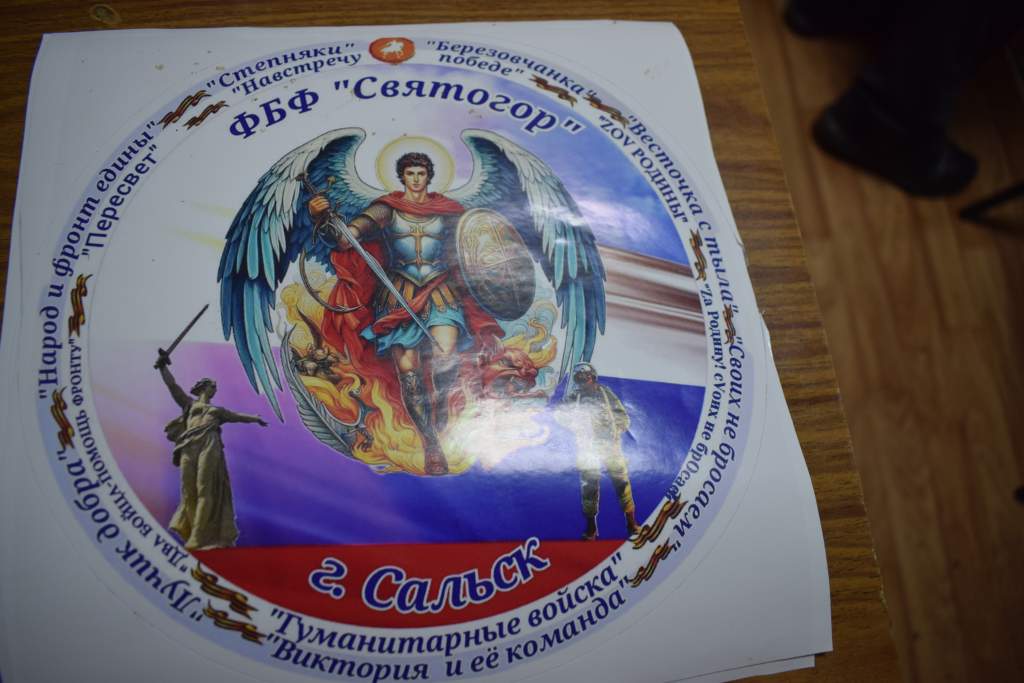 "Степняки"
"Навстречу
"Березовчанка"
победе"
ФБФ "Святогор"
"Весточка с тыла"
"ZOV РОДИНЫ"
"Своих не бросаем"
"Zа Родину! сVоих не брОсаем"
"Народ и фронт едины"
"Пересвет"
"Лучик добра"
"Два бойца-помощь фронту"
г. Сальск
"Гуманитарные войска"
"Виктория и её команда"